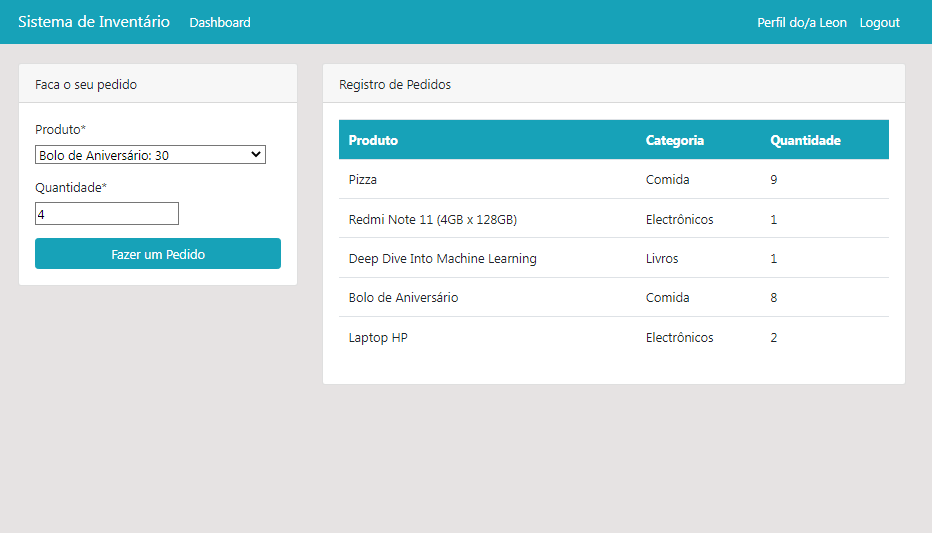 Sistema de Inventário Dashboard Perfil do/a Leon Logout
Faca o seu pedido
Produto*
Bolo de Aniversário: 30
Quantidade*
4
Fazer um Pedido
Registro de Pedidos
Produto Categoria Quantidade
Pizza Comida 9
Redmi Note 11 (4GB x 128GB) Electrônicos 1
Deep Dive Into Machine Learning Livros 1
Bolo de Aniversário Comida 8
Laptop HP Electrônicos 2